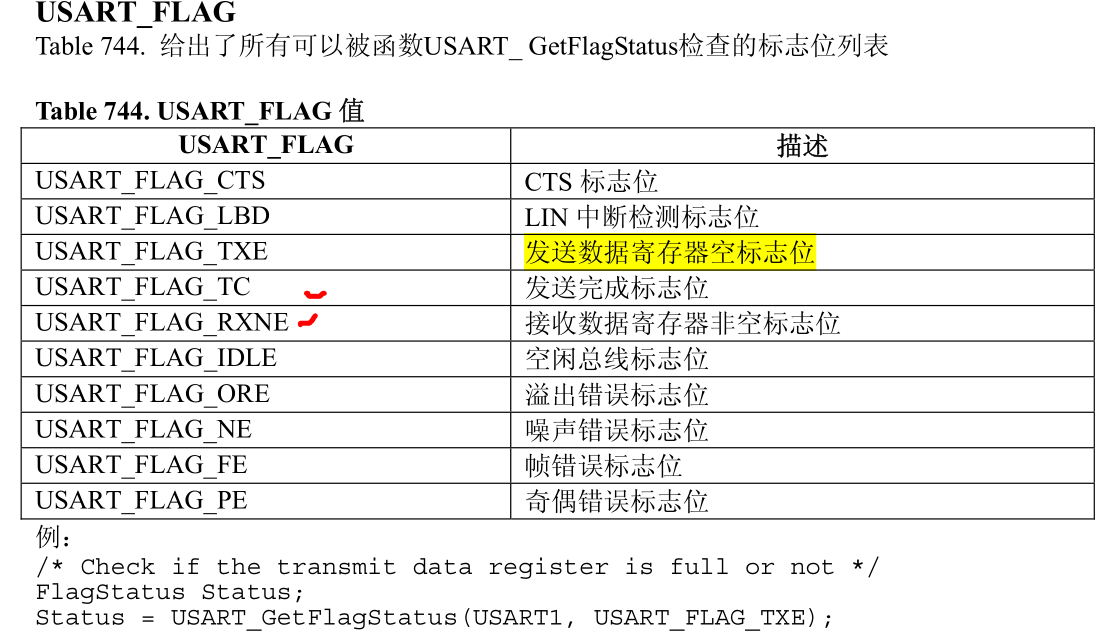 USART_FLAG
Table 744. 给出了所有可以被函数USART_ GetFlagStatus检查的标志位列表
Table 744. USART_FLAG 值
USART_FLAG 描述
USART_FLAG_CTS CTS 标志位
USART_FLAG_LBD LIN 中断检测标志位
USART_FLAG_TXE 发送数据寄存器空标志位
USART_FLAG_TC 发送完成标志位
USART_FLAG_RXNE 接收数据寄存器非空标志位
USART_FLAG_IDLE 空闲总线标志位
USART_FLAG_ORE 溢出错误标志位
USART_FLAG_NE 噪声错误标志位
USART_FLAG_FE 帧错误标志位
USART_FLAG_PE 奇偶错误标志位
例：
/* Check if the transmit data register is full or not */
FlagStatus Status;
Status = USART_GetFlagStatus(USART1, USART_FLAG_TXE);